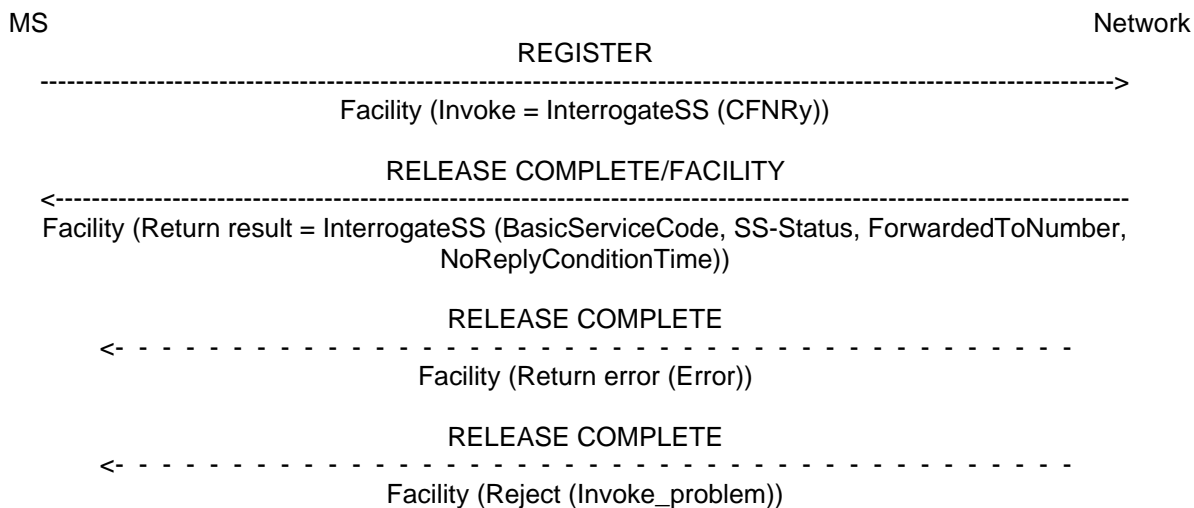 MS Network
REGISTER
Facility (Invoke = InterrogateSS (CFNRy))
RELEASE COMPLETE/FACILITY
Facility (Return result = InterrogateSS (BasicServiceCode, SS-Status, ForwardedToNumber,
NoReplyConditionTime))
RELEASE COMPLETE
Facility (Return error (Error))
RELEASE COMPLETE
Facility (Reject (Invoke_problem))